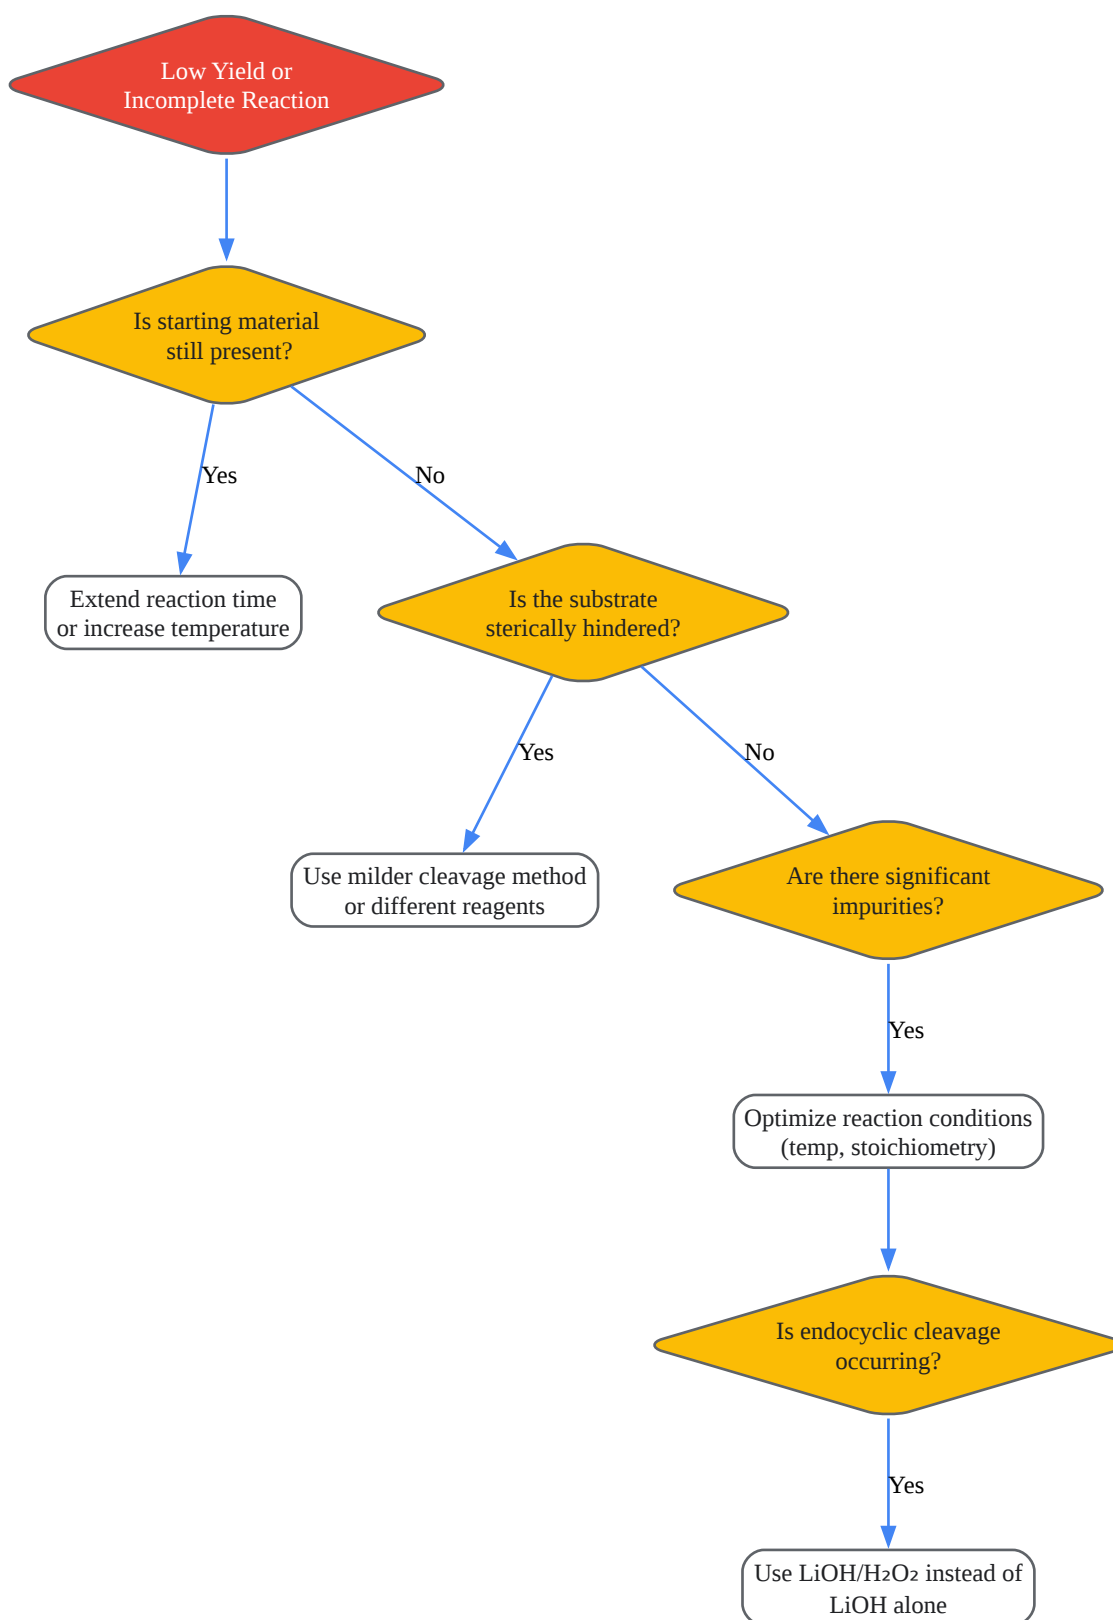 Low Yield or
Incomplete Reaction
Is starting material
still present?
Yes
No
Extend reaction time
or increase temperature
Is the substrate
sterically hindered?
Yes
No
Use milder cleavage method
or different reagents
Are there significant
impurities?
Yes
Optimize reaction conditions
(temp, stoichiometry)
Is endocyclic cleavage
occurring?
Yes
Use LiOH/H₂O₂ instead of
LiOH alone